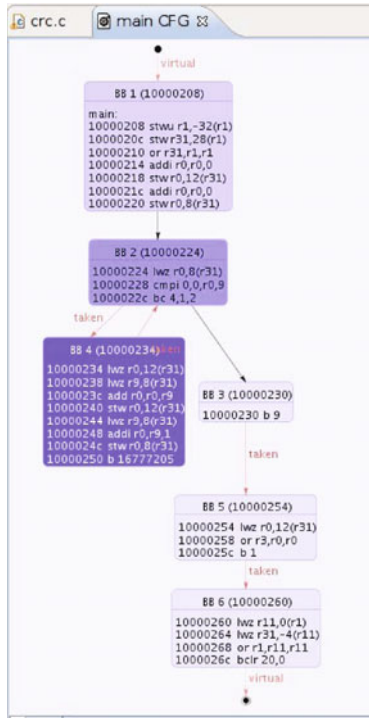 crc.c
main CFG
virtual
BB 1 (10000208)
main:
10000208 stwu r1,-32(r1)
1000020c stw r31,28(r1)
10000210 or r31,r1,r1
10000214 addi r0,r0,0
10000218 stw r0,12(r31)
1000021c addi r0,r0,0
10000220 stw r0,8(r31)
BB 2 (10000224)
10000224 lwz r0,8(r31)
10000228 cmpi 0,0,r0,9
1000022c bc 4,1,2
taken
BB 4 (10000234)
taken
10000234 lwz r0,12(r31)
10000238 lwz r9,8(r31)
1000023c add r0,r0,r9
10000240 stw r0,12(r31)
10000244 lwz r9,8(r31)
10000248 addi r0,r9,1
1000024c stw r0,8(r31)
10000250 b 16777205
BB 3 (10000230)
10000230 b 9
taken
BB 5 (10000254)
10000254 lwz r0,12(r31)
10000258 or r3,r0,r0
1000025c b 1
taken
BB 6 (10000260)
10000260 lwz r11,0(r1)
10000264 lwz r31,-4(r11)
10000268 or r1,r11,r11
1000026c bclr 20,0
virtual